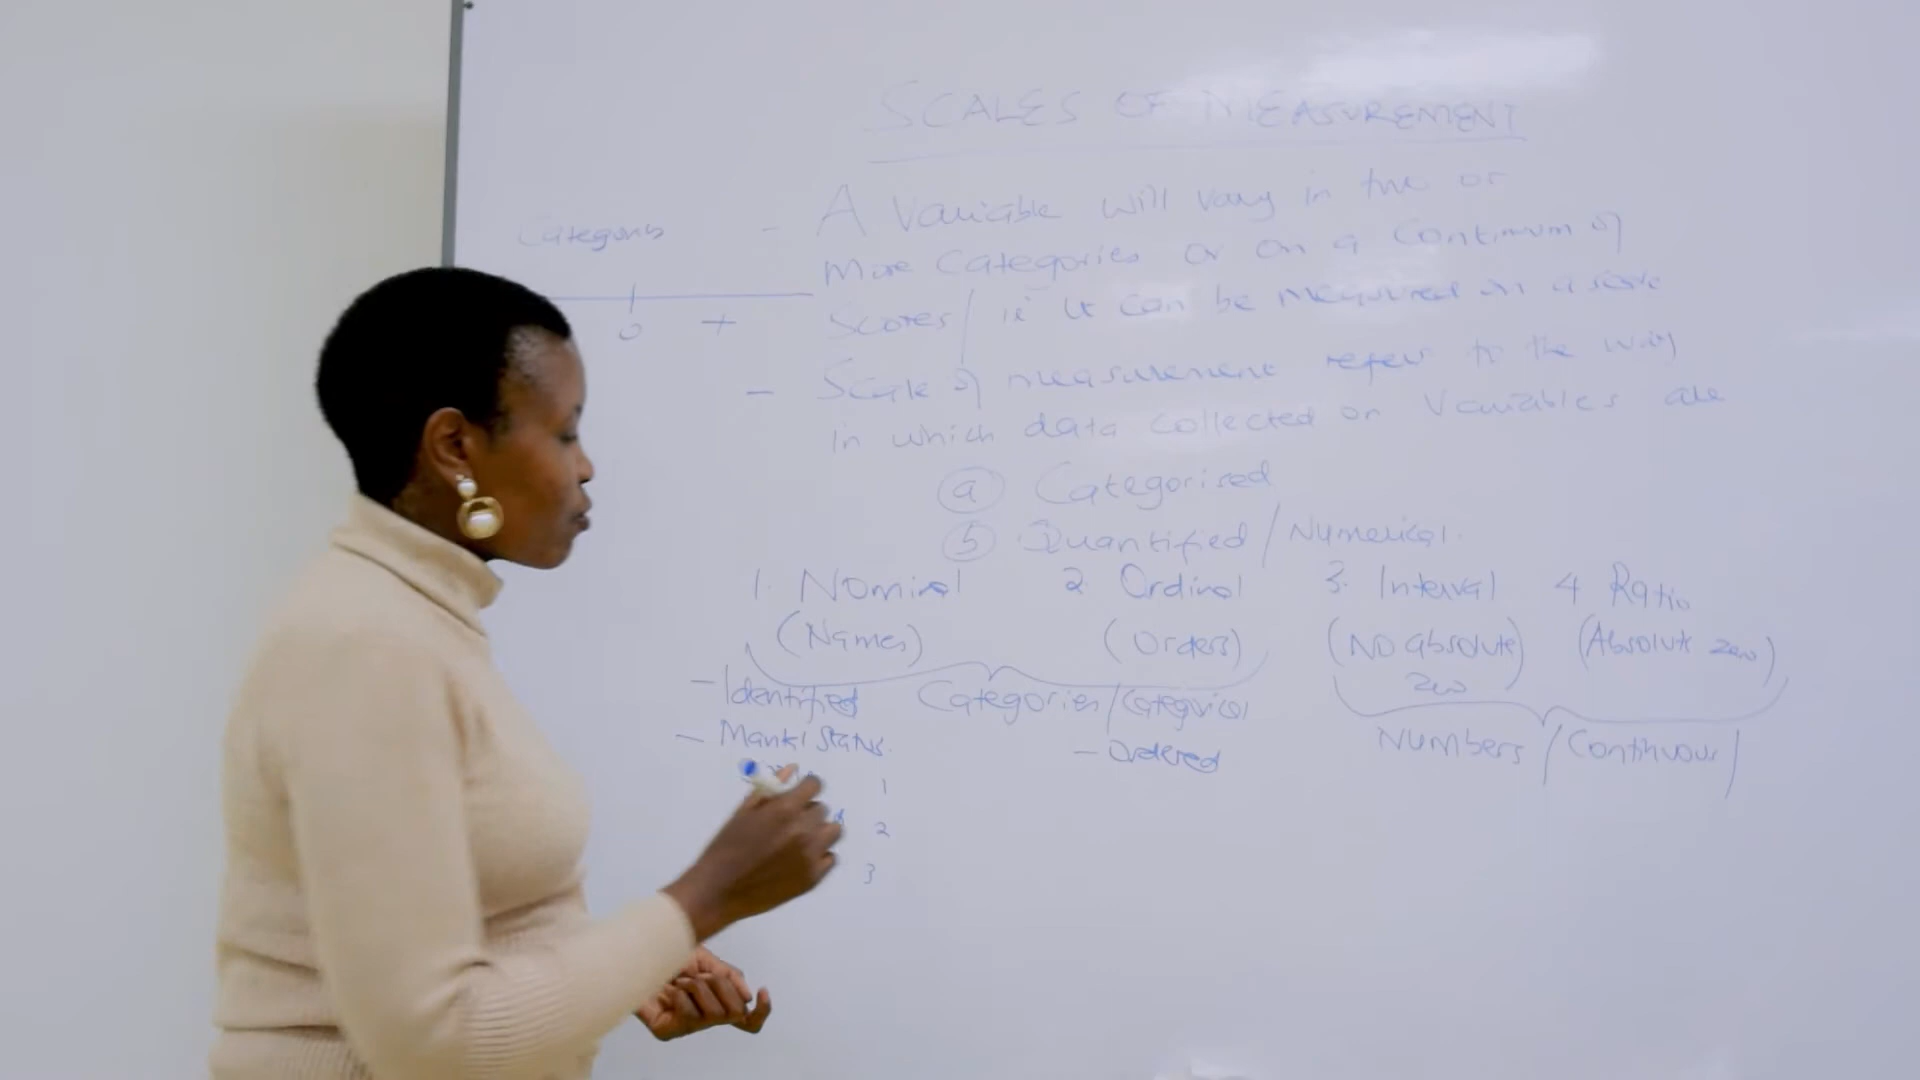 SCALES OF MEASUREMENT
Categories
- A Variable will vary in two or
more categories or on a continuum of
scores / ie it can be measured on a scale
0 +
- Scale of measurement refer to the way
in which data collected on variables are
(a) Categorised
(b) Quantified / Numerical.
1. Nominal 2. Ordinal 3. Interval 4 Ratio
(Names) (Orders) (No absolute zero) (Absolute zero)
- Identified Categories / Categorical
- Marital Status. - Ordered Numbers / Continuous
1
2
3